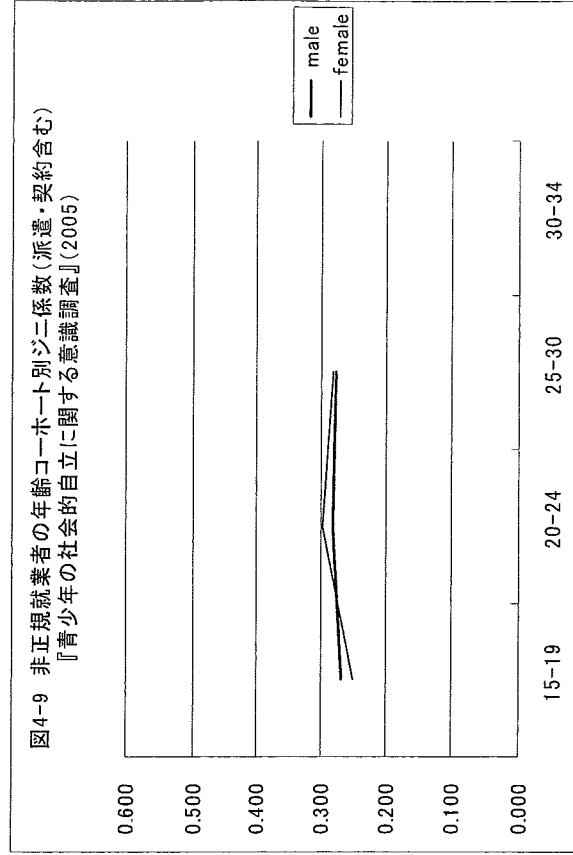 図4-9 非正規就業者の年齢コーホート別ジニ係数(派遣・契約含む)
『青少年の社会的自立に関する意識調査』(2005)
0.600
0.500
0.400
0.300
0.200
0.100
0.000
15-19
20-24
25-30
30-34
male
female